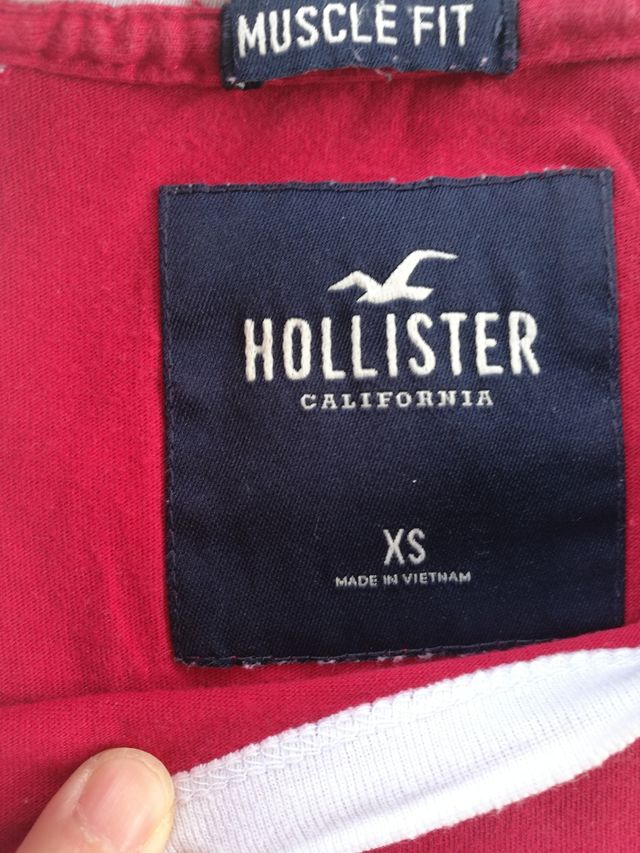 MUSCLE FIT
HOLLISTER
CALIFORNIA
XS
MADE IN VIETNAM